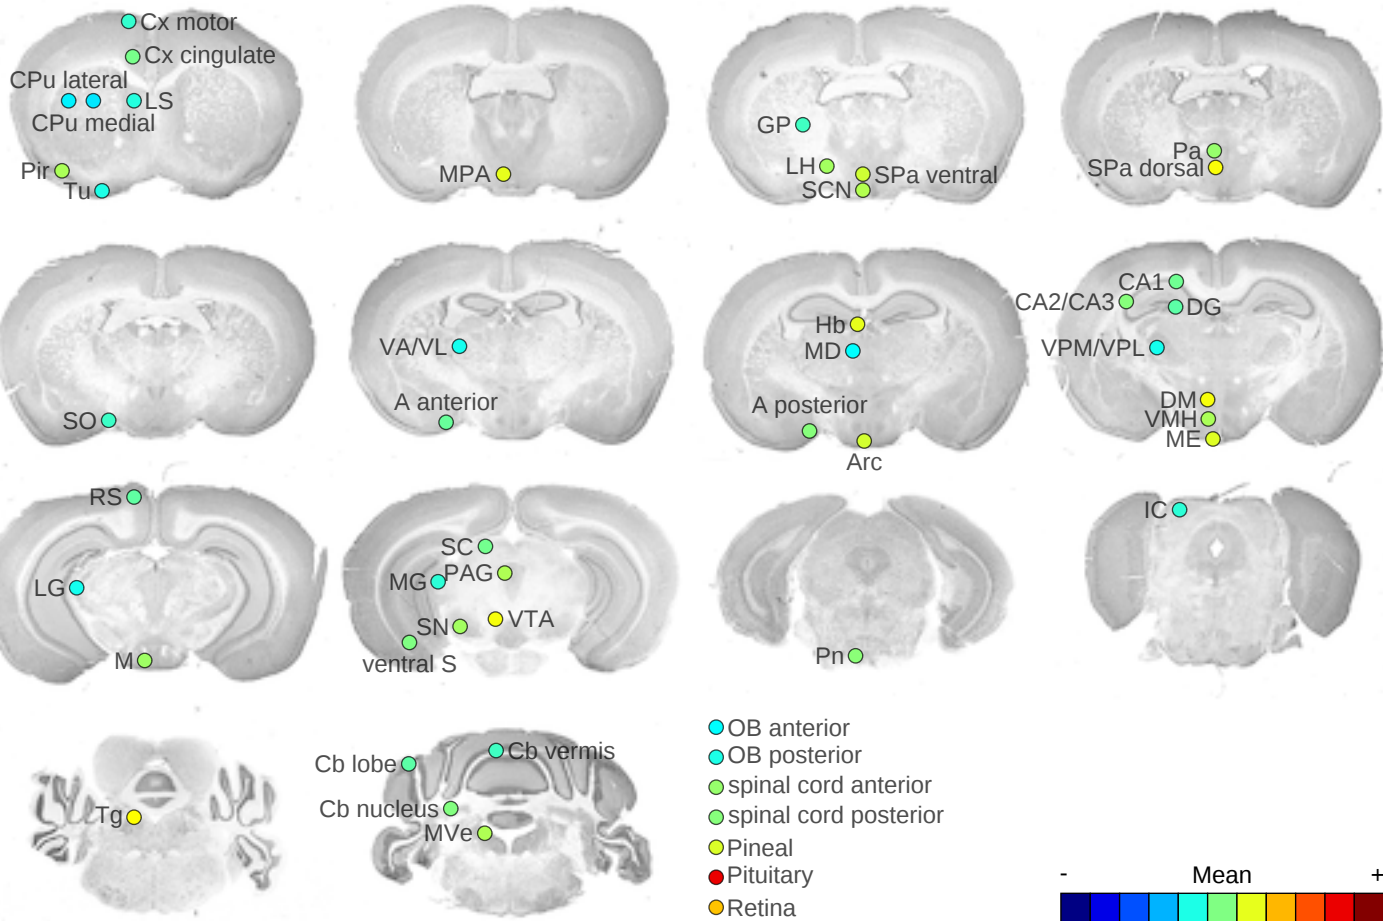 Cx motor
Cx cingulate
CPu lateral
LS
CPu medial
Pir
Tu
MPA
GP
LH
SPa ventral
SCN
Pa
SPa dorsal
SO
VA/VL
A anterior
Hb
MD
A posterior
Arc
CA1
CA2/CA3
DG
VPM/VPL
DM
VMH
ME
RS
LG
M
SC
MG
PAG
SN
VTA
ventral S
Pn
IC
Tg
Cb lobe
Cb vermis
Cb nucleus
MVe
OB anterior
OB posterior
spinal cord anterior
spinal cord posterior
Pineal
Pituitary
Retina
- Mean +